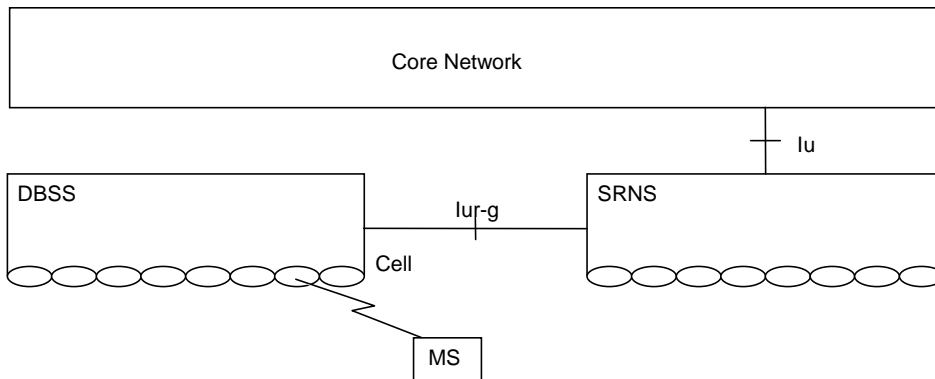 Core Network
Iu
DBSS
SRNS
Iur-g
Cell
MS